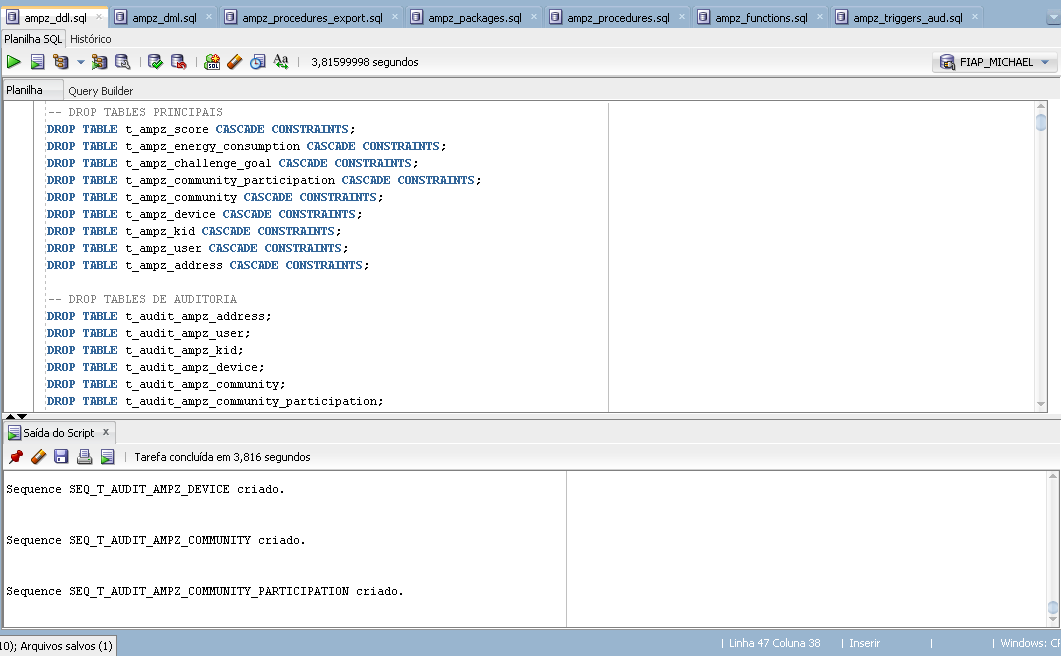 ampz_ddl.sql × ampz_dml.sql × ampz_procedures_export.sql × ampz_packages.sql × ampz_procedures.sql × ampz_functions.sql × ampz_triggers_aud.sql ×
Planilha SQL Histórico
SQL Aa 3,81599998 segundos FIAP_MICHAEL
Planilha Query Builder
-- DROP TABLES PRINCIPAIS
DROP TABLE t_ampz_score CASCADE CONSTRAINTS;
DROP TABLE t_ampz_energy_consumption CASCADE CONSTRAINTS;
DROP TABLE t_ampz_challenge_goal CASCADE CONSTRAINTS;
DROP TABLE t_ampz_community_participation CASCADE CONSTRAINTS;
DROP TABLE t_ampz_community CASCADE CONSTRAINTS;
DROP TABLE t_ampz_device CASCADE CONSTRAINTS;
DROP TABLE t_ampz_kid CASCADE CONSTRAINTS;
DROP TABLE t_ampz_user CASCADE CONSTRAINTS;
DROP TABLE t_ampz_address CASCADE CONSTRAINTS;
-- DROP TABLES DE AUDITORIA
DROP TABLE t_audit_ampz_address;
DROP TABLE t_audit_ampz_user;
DROP TABLE t_audit_ampz_kid;
DROP TABLE t_audit_ampz_device;
DROP TABLE t_audit_ampz_community;
DROP TABLE t_audit_ampz_community_participation;
Saída do Script ×
Tarefa concluída em 3,816 segundos
Sequence SEQ_T_AUDIT_AMPZ_DEVICE criado.
Sequence SEQ_T_AUDIT_AMPZ_COMMUNITY criado.
Sequence SEQ_T_AUDIT_AMPZ_COMMUNITY_PARTICIPATION criado.
10); Arquivos salvos (1) | Linha 47 Coluna 38 | Inserir | | Windows: CR